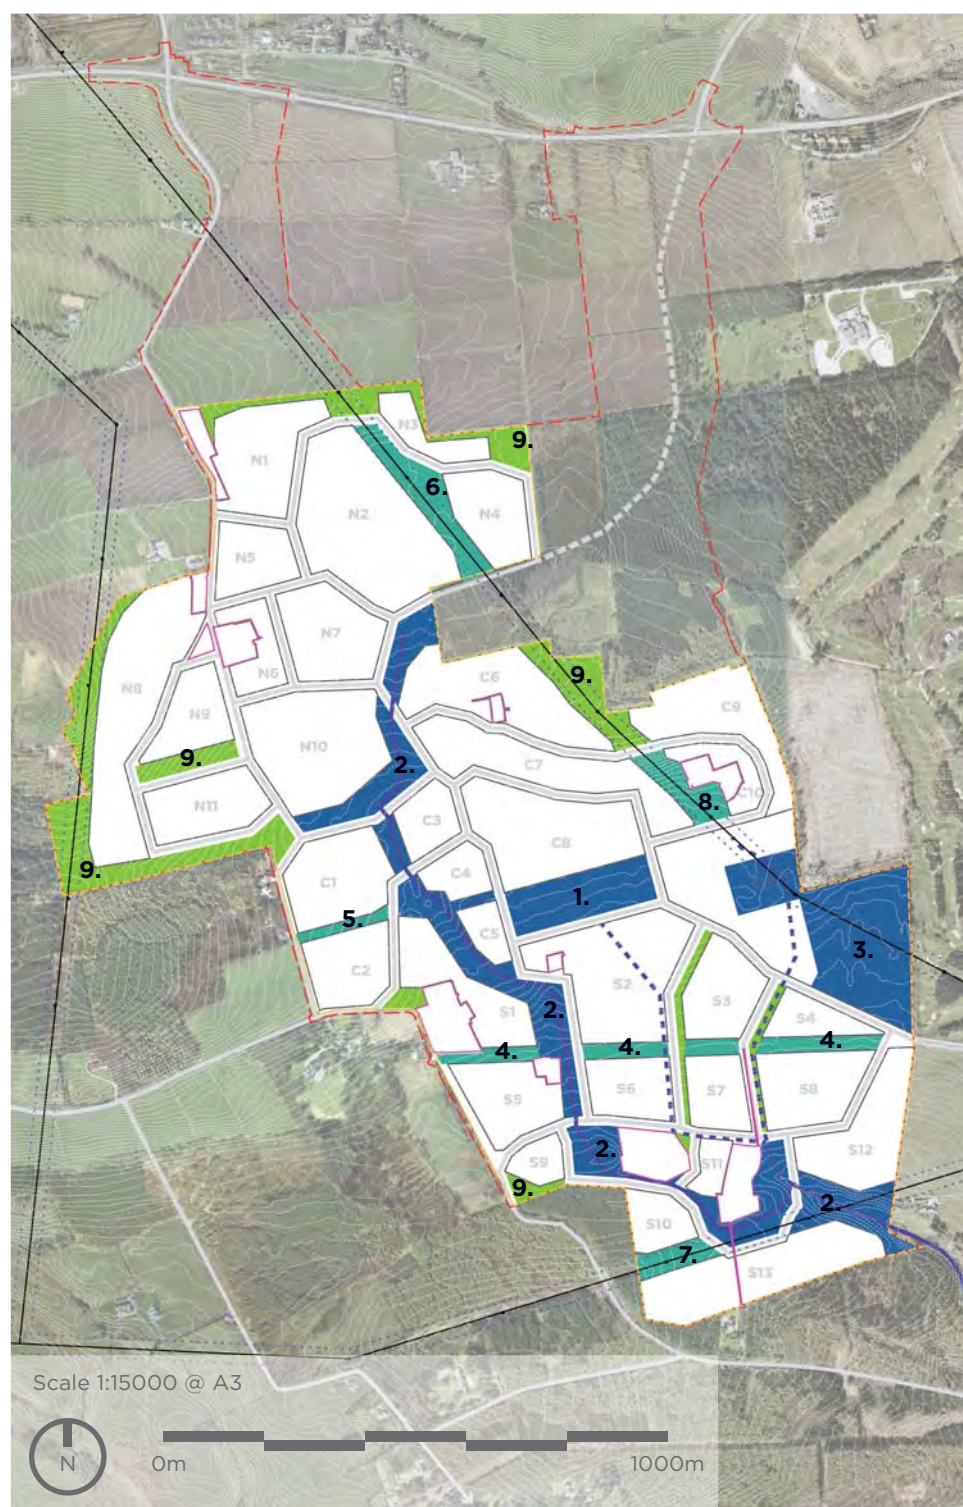 N3
9.
N1
6.
N2
N4
N5
N7
9.
C6
N6
N8
C9
N9
N10
9.
2.
C7
C10
8.
N11
C3
C8
9.
C4
C1
1.
5.
C5
3.
C2
S2
S1
2.
S3
S4
4.
4.
4.
S5
S6
S7
S8
2.
S9
S11
S12
9.
2.
S10
7.
S13
Scale 1:15000 @ A3
N
0m
1000m